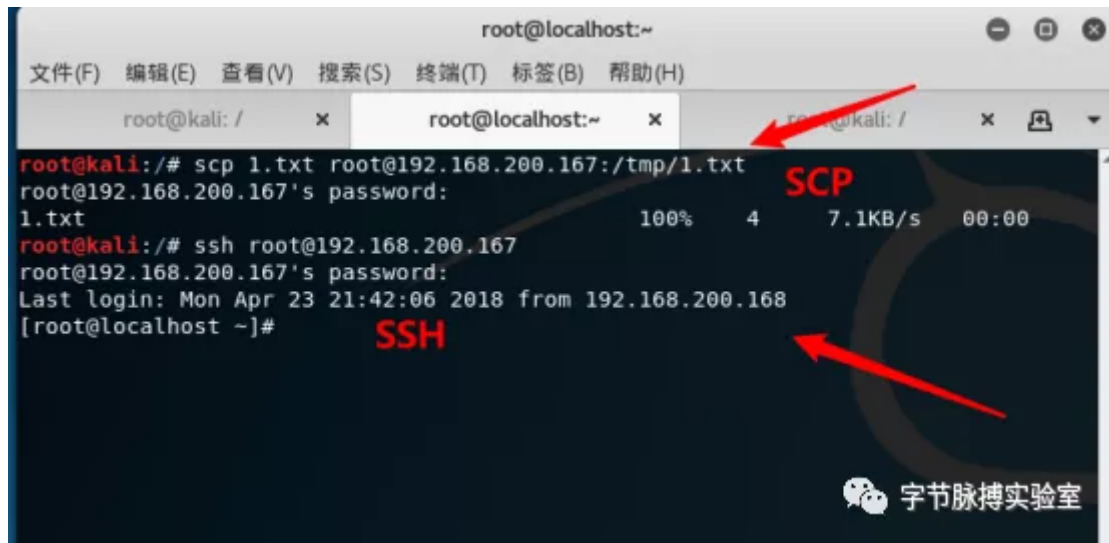 root@localhost:~
文件(F) 编辑(E) 查看(V) 搜索(S) 终端(T) 标签(B) 帮助(H)
root@kali: / root@localhost:~ kali: /
root@kali:/# scp 1.txt root@192.168.200.167:/tmp/1.txt
SCP
root@192.168.200.167's password:
1.txt 100% 4 7.1KB/s 00:00
root@kali:/# ssh root@192.168.200.167
root@192.168.200.167's password:
Last login: Mon Apr 23 21:42:06 2018 from 192.168.200.168
[root@localhost ~]#
SSH
字节脉搏实验室